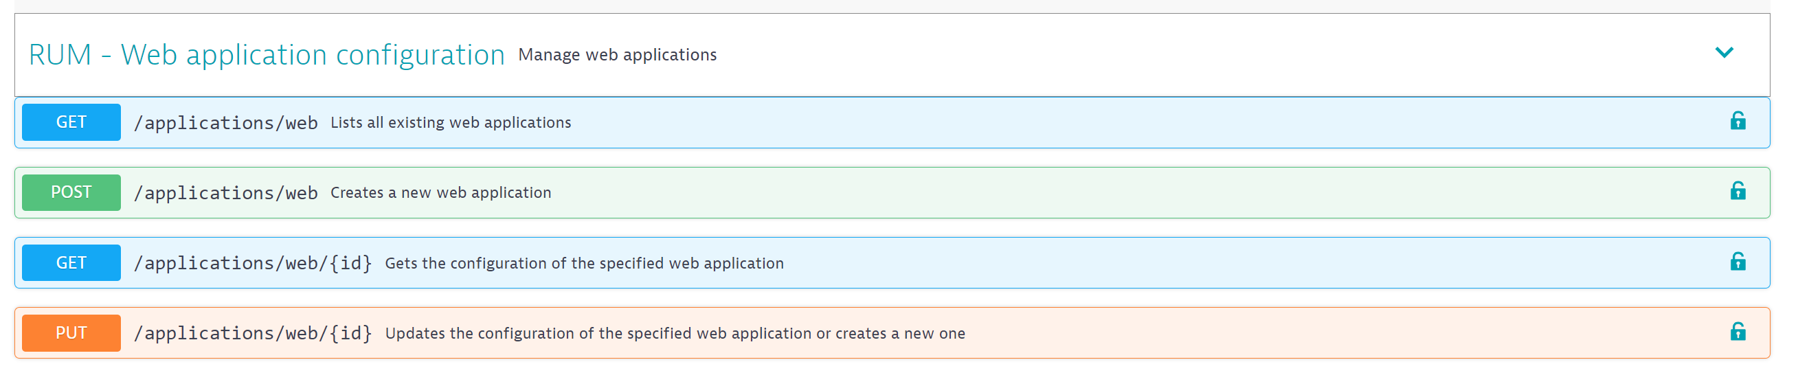 RUM - Web application configuration Manage web applications
GET /applications/web Lists all existing web applications
POST /applications/web Creates a new web application
GET /applications/web/{id} Gets the configuration of the specified web application
PUT /applications/web/{id} Updates the configuration of the specified web application or creates a new one